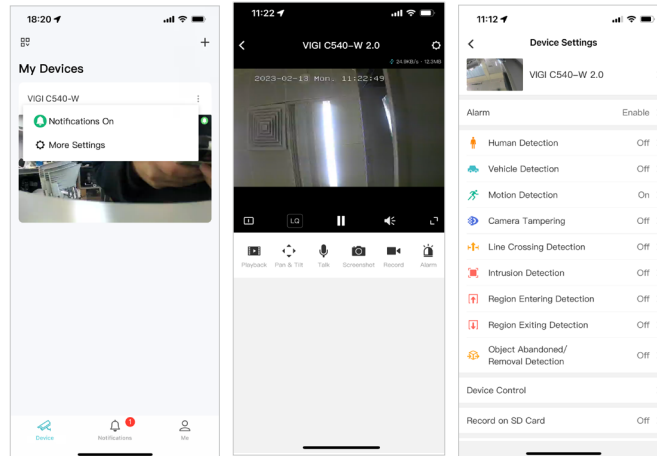 18:20
My Devices
VIGI C540-W
Notifications On
More Settings
1
Device
Notifications
Me
11:22
VIGI C540-W 2.0
24.9KB/s - 12.2MB
2023-02-13 Mon. 11:22:49
LQ
Playback
Pan & Tilt
Talk
Screenshot
Record
Alarm
11:12
Device Settings
VIGI C540-W 2.0
Alarm Enable
Human Detection Off
Vehicle Detection Off
Motion Detection On
Camera Tampering Off
Line Crossing Detection Off
Intrusion Detection Off
Region Entering Detection Off
Region Exiting Detection Off
Object Abandoned/
Removal Detection Off
Device Control
Record on SD Card Off